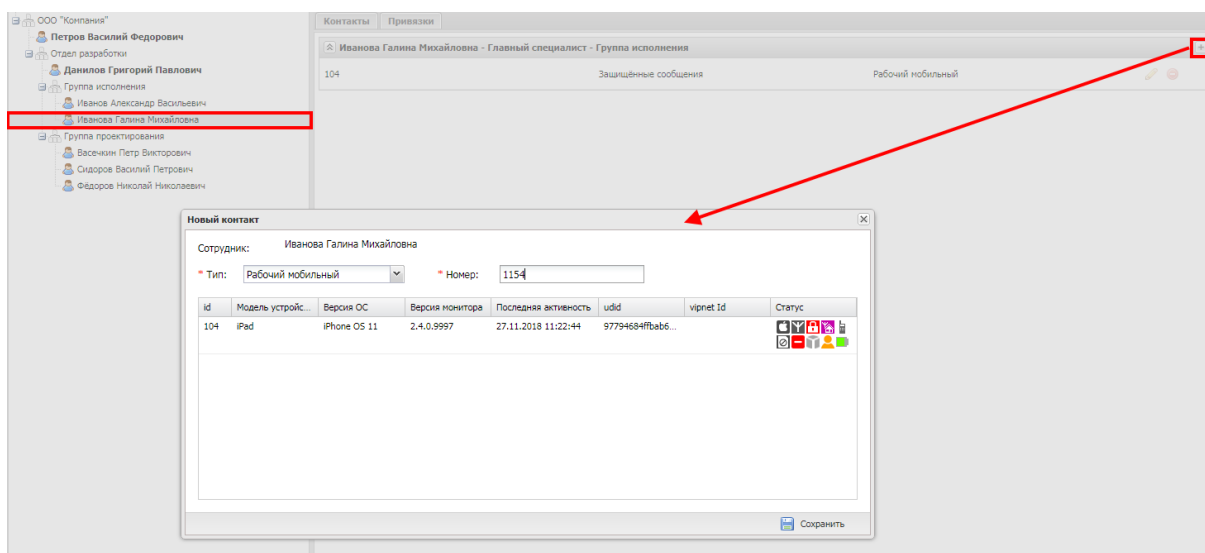 ООО "Компания"
Петров Василий Федорович
Отдел разработки
Данилов Григорий Павлович
Группа исполнения
Иванов Александр Васильевич
Иванова Галина Михайловна
Группа проектирования
Васечкин Петр Викторович
Сидоров Василий Петрович
Фёдоров Николай Николаевич
Контакты Привязки
Иванова Галина Михайловна - Главный специалист - Группа исполнения
104 Защищённые сообщения Рабочий мобильный
Новый контакт
Сотрудник: Иванова Галина Михайловна
* Тип: Рабочий мобильный * Номер: 1154
id Модель устройс... Версия ОС Версия монитора Последняя активность udid vipnet Id Статус
104 iPad iPhone OS 11 2.4.0.9997 27.11.2018 11:22:44 97794684ffbab6...
Сохранить